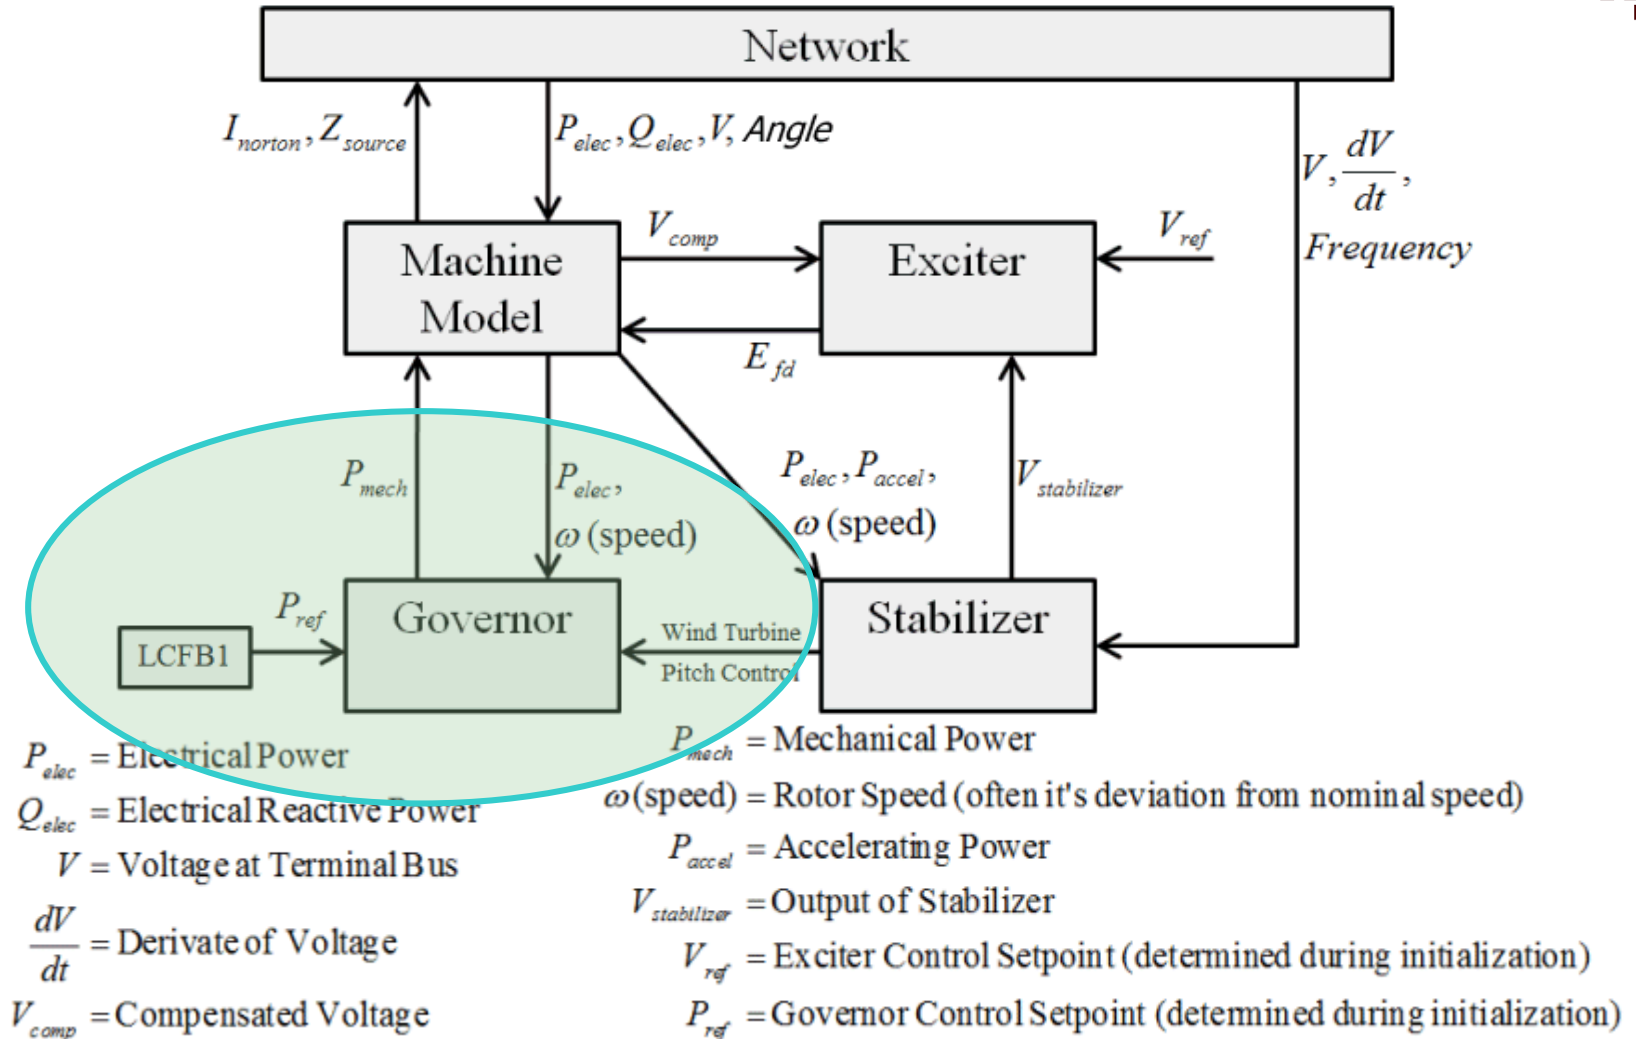 Network
I_norton, Z_source
P_elec, Q_elec, V, Angle
V, dV/dt,
Frequency
Machine
Model
V_comp
Exciter
V_ref
E_fd
P_mech
P_elec,
ω (speed)
P_elec, P_accel,
ω (speed)
V_stabilizer
LCFB1
P_ref
Governor
Wind Turbine
Pitch Control
Stabilizer
P_elec = Electrical Power
Q_elec = Electrical Reactive Power
V = Voltage at Terminal Bus
dV/dt = Derivate of Voltage
V_comp = Compensated Voltage
P_mech = Mechanical Power
ω (speed) = Rotor Speed (often it's deviation from nominal speed)
P_accel = Accelerating Power
V_stabilizer = Output of Stabilizer
V_ref = Exciter Control Setpoint (determined during initialization)
P_ref = Governor Control Setpoint (determined during initialization)